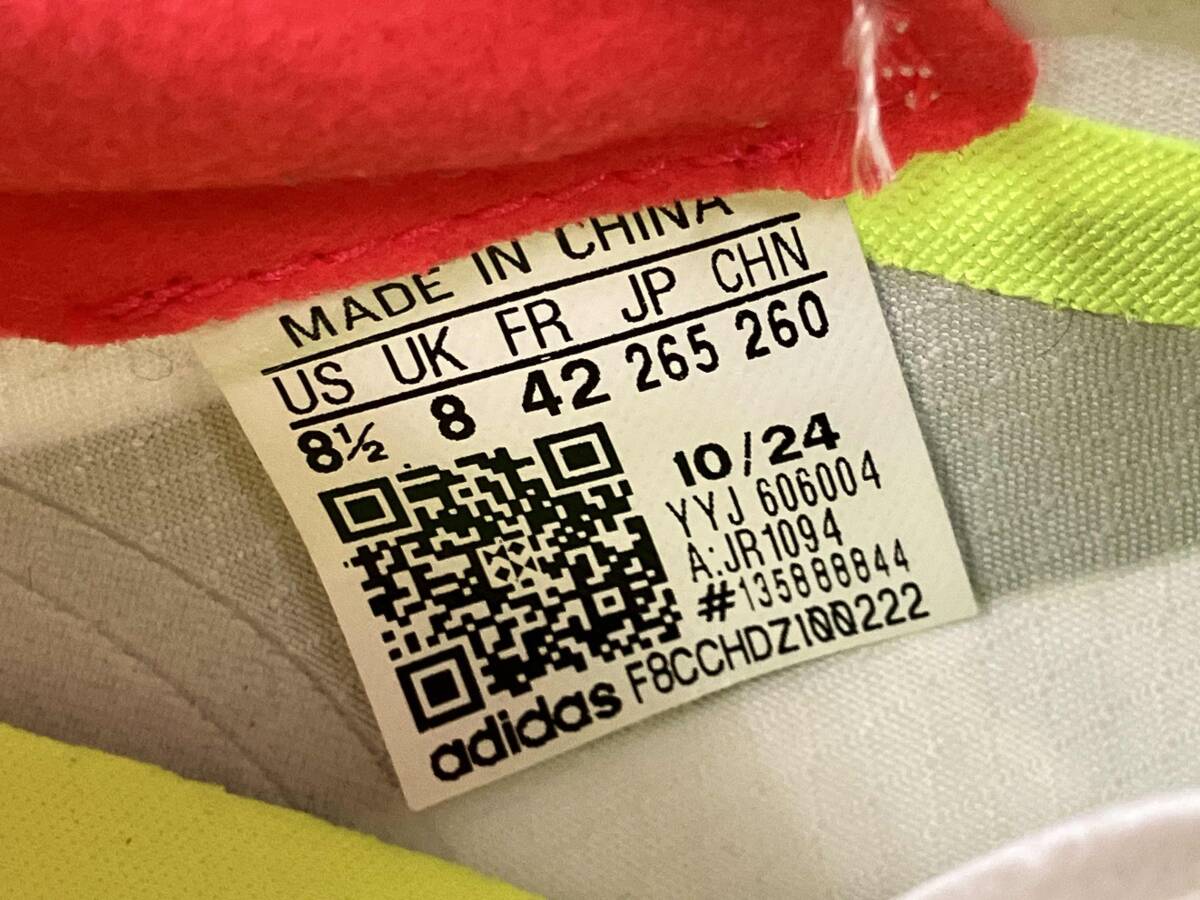 MADE IN CHINA
US UK FR JP CHN
8½ 8 42 265 260
10/24
YYJ 606004
A:JR1094
#135888844
adidas F8CCHDZI00222